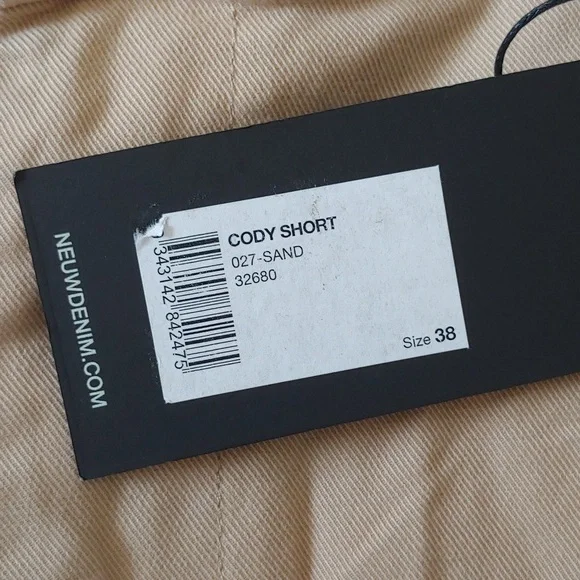 NEUWDENIM.COM
CODY SHORT
027-SAND
32680
343142 842475
Size 38